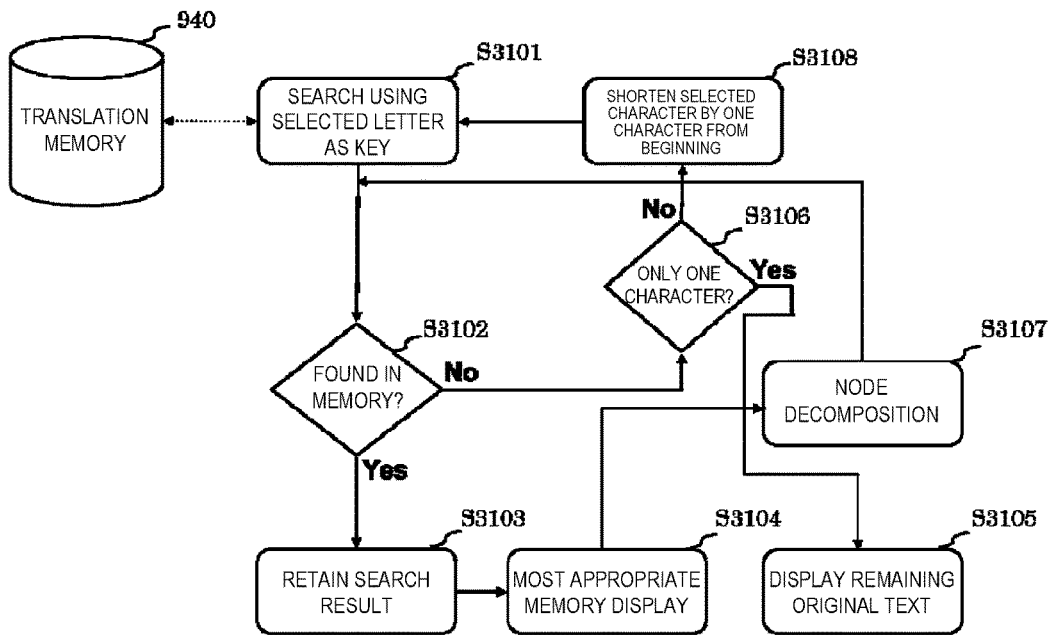 940
TRANSLATION
MEMORY
S3101
SEARCH USING
SELECTED LETTER
AS KEY
S3108
SHORTEN SELECTED
CHARACTER BY ONE
CHARACTER FROM
BEGINNING
No
S3106
ONLY ONE
CHARACTER?
Yes
S3102
FOUND IN
MEMORY?
No
Yes
S3107
NODE
DECOMPOSITION
S3103
RETAIN SEARCH
RESULT
S3104
MOST APPROPRIATE
MEMORY DISPLAY
S3105
DISPLAY REMAINING
ORIGINAL TEXT